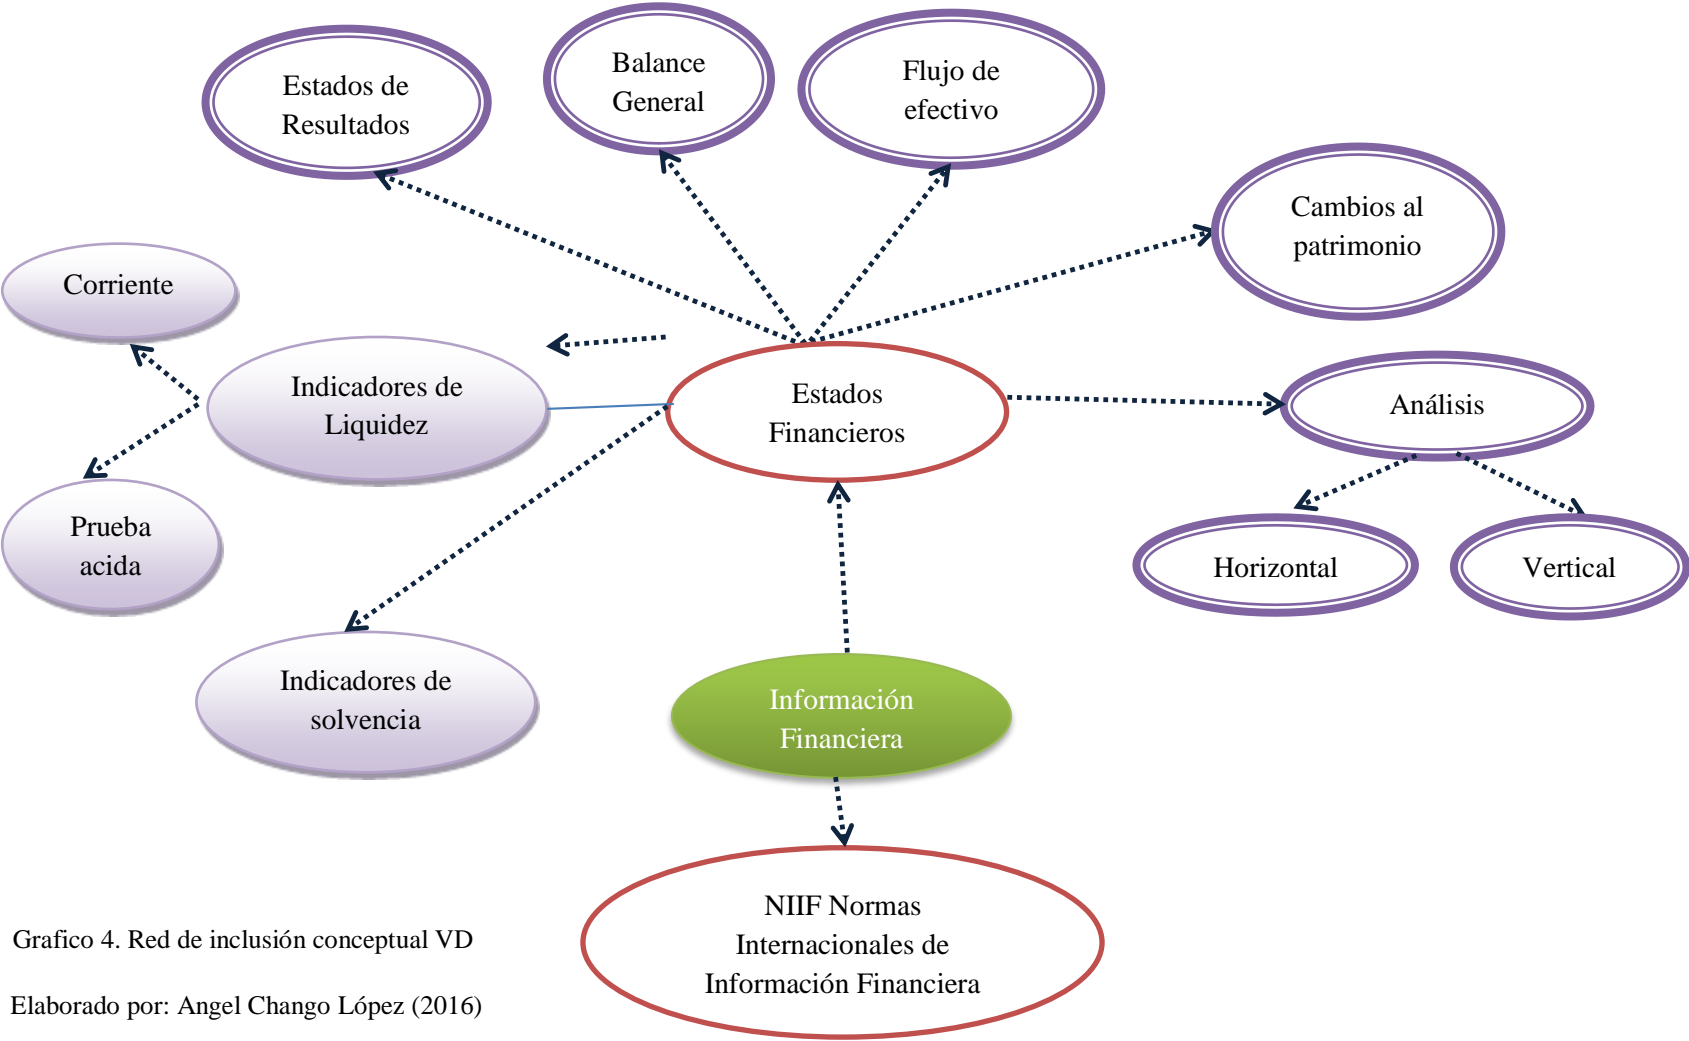 Estados de
Resultados
Balance
General
Flujo de
efectivo
Cambios al
patrimonio
Corriente
Indicadores de
Liquidez
Estados
Financieros
Análisis
Prueba
acida
Horizontal
Vertical
Indicadores de
solvencia
Información
Financiera
NIIF Normas
Internacionales de
Información Financiera
Grafico 4. Red de inclusión conceptual VD
Elaborado por: Angel Chango López (2016)